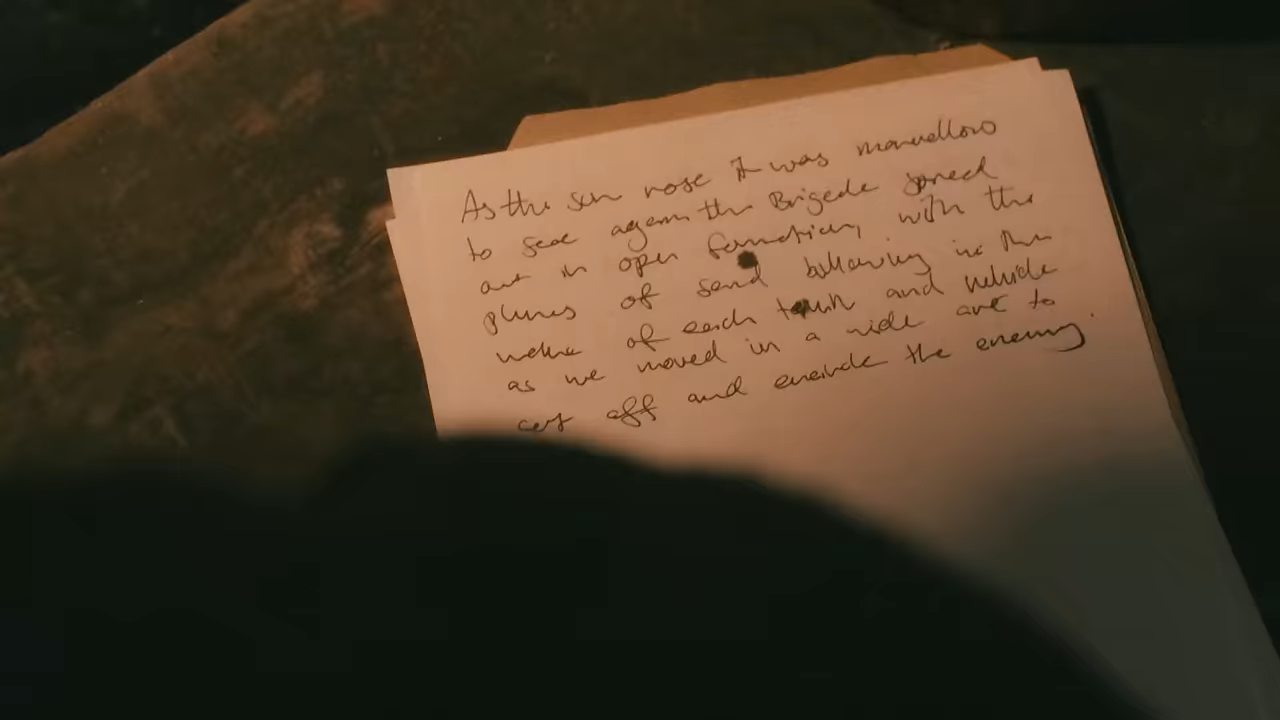 As the sun rose it was marvellous
to see again the Brigade spread
out in open formation, with the
plumes of sand billowing in the
wake of each tank and vehicle
as we moved in a wide arc to
cut off and encircle the enemy.